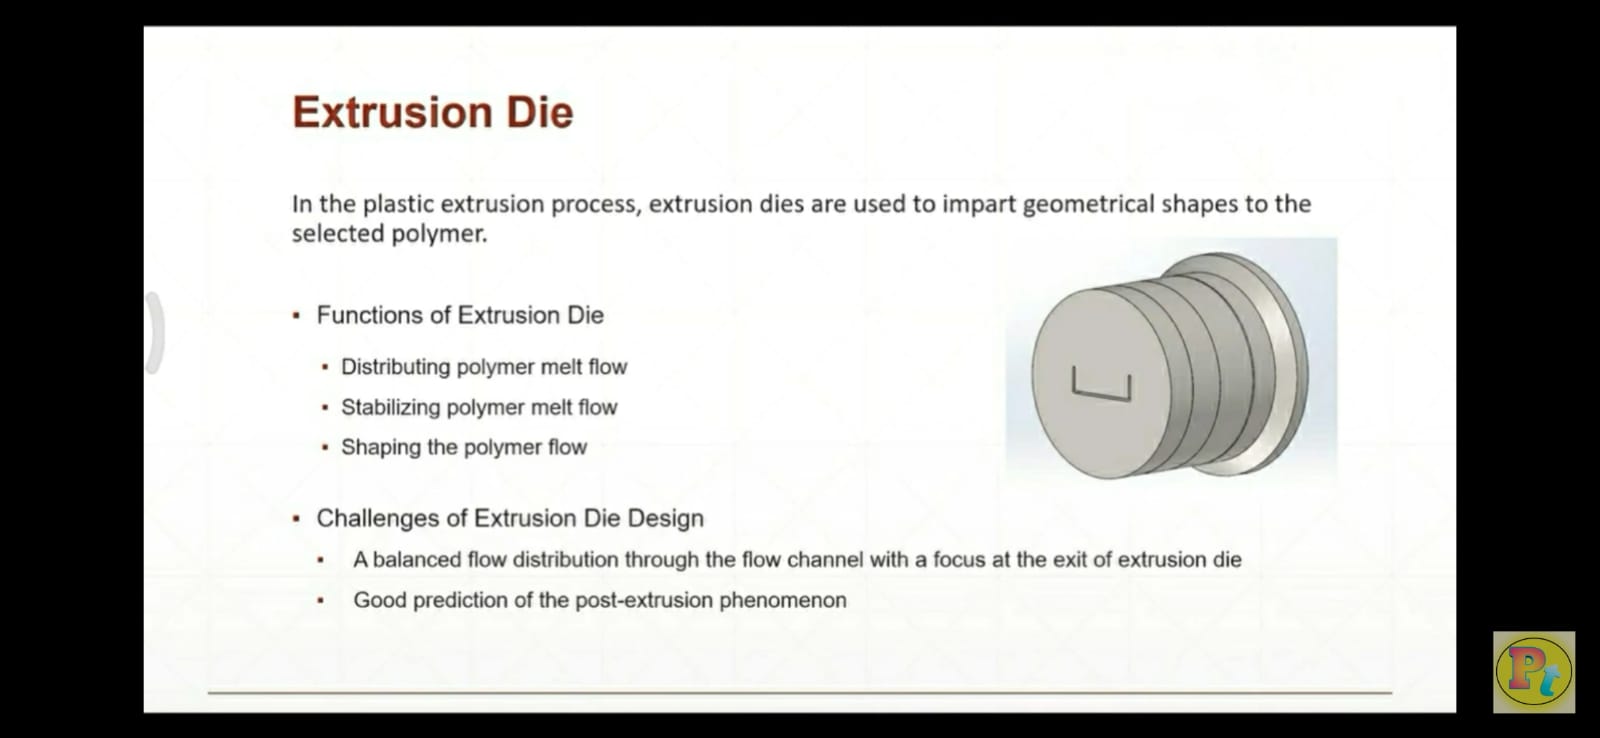 Extrusion Die
In the plastic extrusion process, extrusion dies are used to impart geometrical shapes to the
selected polymer.
▪ Functions of Extrusion Die
▪ Distributing polymer melt flow
▪ Stabilizing polymer melt flow
▪ Shaping the polymer flow
▪ Challenges of Extrusion Die Design
▪ A balanced flow distribution through the flow channel with a focus at the exit of extrusion die
▪ Good prediction of the post-extrusion phenomenon
Pt